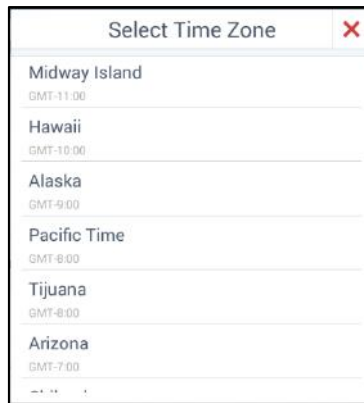 Select Time Zone
Midway Island
GMT-11:00
Hawaii
GMT-10:00
Alaska
GMT-9:00
Pacific Time
GMT-8:00
Tijuana
GMT-8:00
Arizona
GMT-7:00